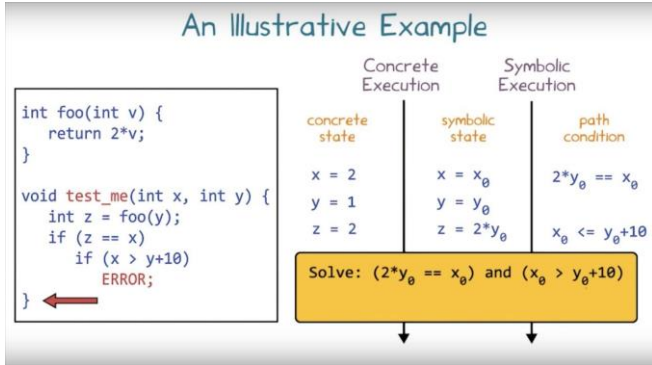 An Illustrative Example
Concrete
Execution
Symbolic
Execution
int foo(int v) {
return 2*v;
}
void test_me(int x, int y) {
int z = foo(y);
if (z == x)
if (x > y+10)
ERROR;
}
concrete
state
symbolic
state
path
condition
x = 2
x = x₀
2*y₀ == x₀
y = 1
y = y₀
z = 2
z = 2*y₀
x₀ <= y₀+10
Solve: (2*y₀ == x₀) and (x₀ > y₀+10)